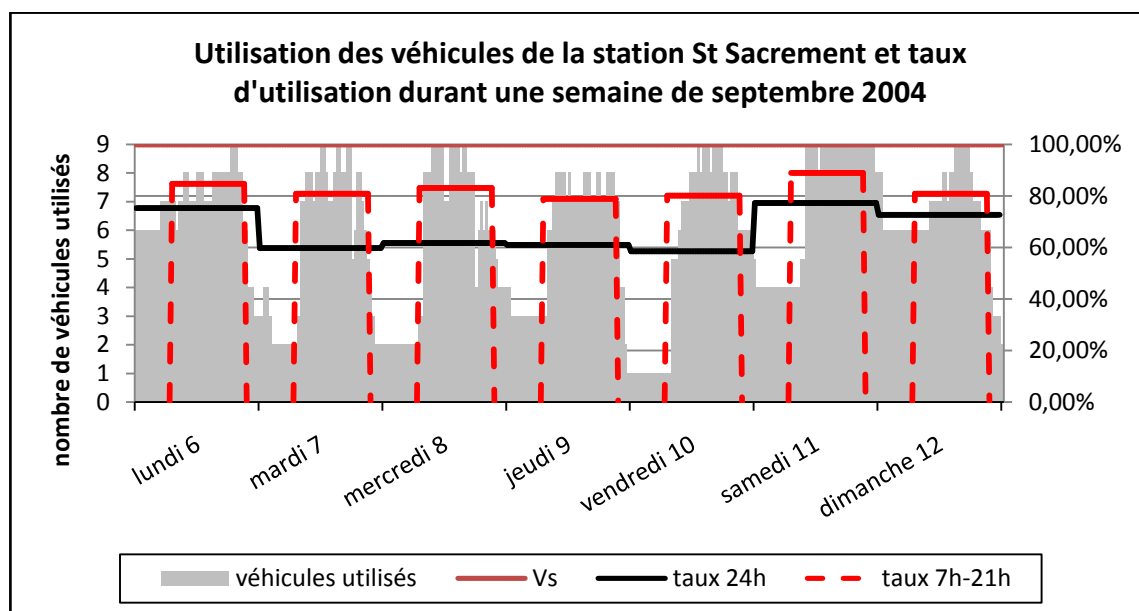 Utilisation des véhicules de la station St Sacrement et taux
d'utilisation durant une semaine de septembre 2004
nombre de véhicules utilisés
9
8
7
6
5
4
3
2
1
0
100,00%
80,00%
60,00%
40,00%
20,00%
0,00%
lundi 6
mardi 7
mercredi 8
jeudi 9
vendredi 10
samedi 11
dimanche 12
véhicules utilisés
Vs
taux 24h
taux 7h-21h